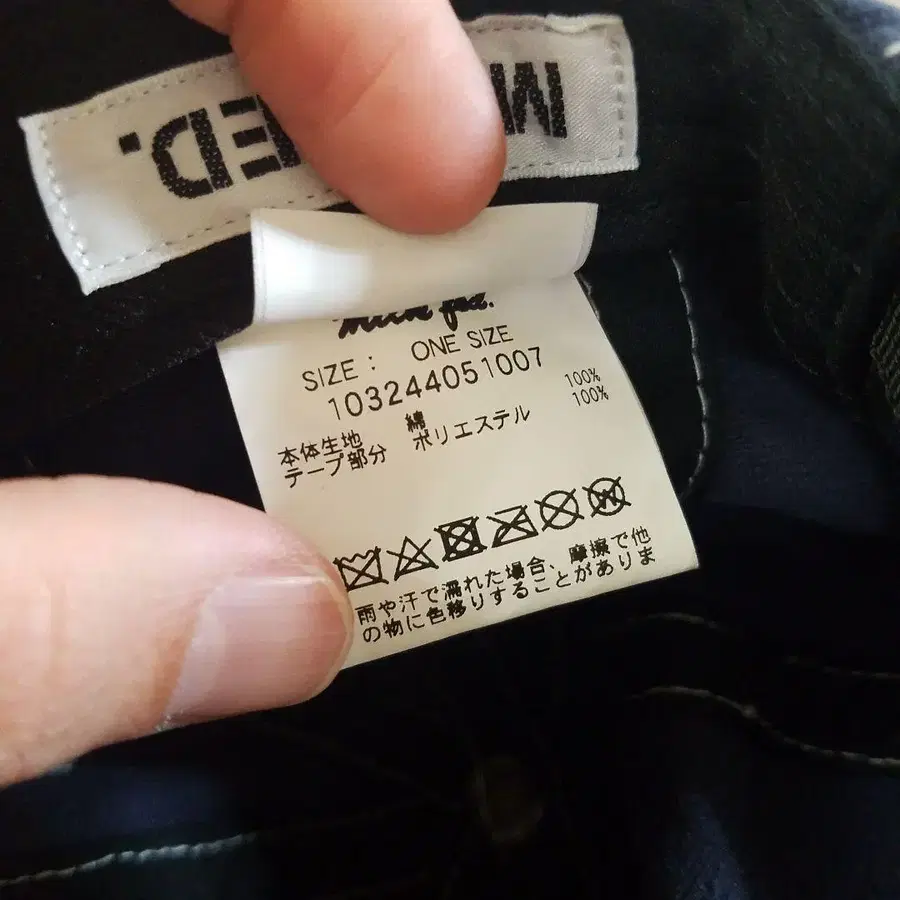 milk fed.
SIZE : ONE SIZE
103244051007
本体生地 綿 100%
テープ部分 ポリエステル 100%
雨や汗で濡れた場合、摩擦で他
の物に色移りすることがありま